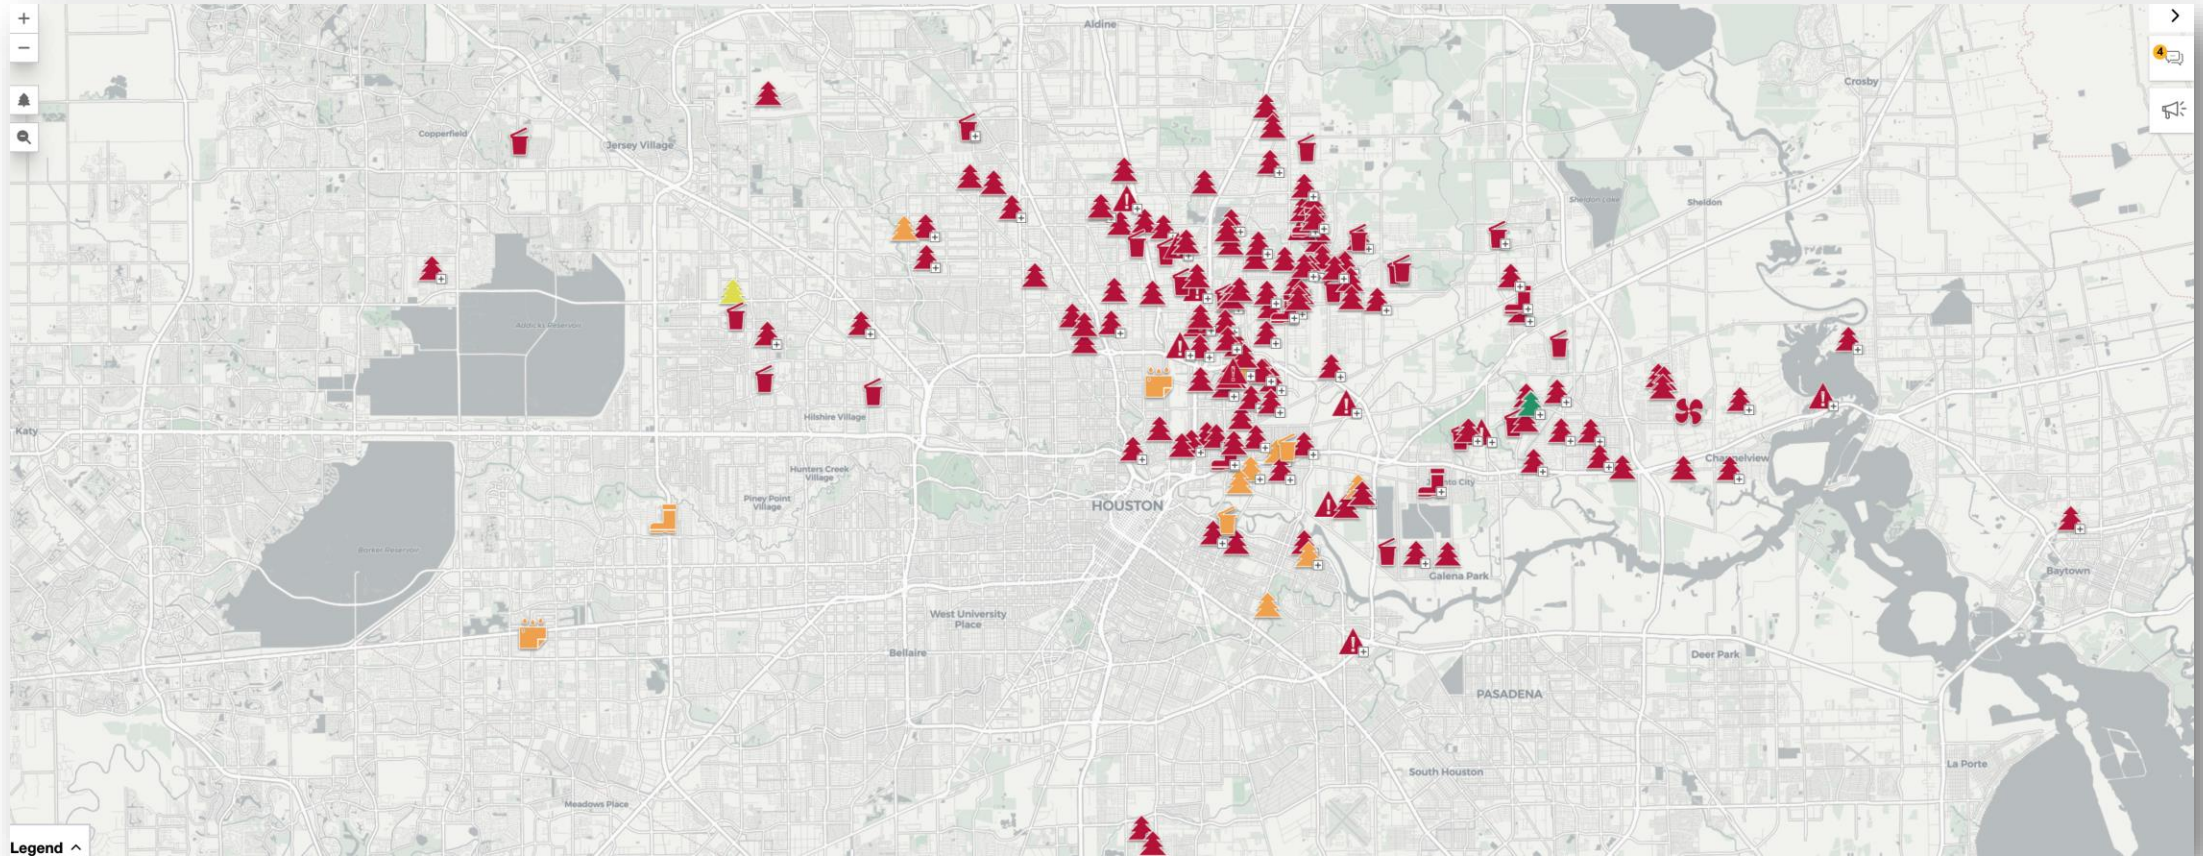 Aldine
Crosby
4
Copperfield
Jersey Village
Sheldon Lake
Sheldon
Addicks Reservoir
Hilshire Village
Katy
Channelview
Hunters Creek
Village
Piney Point
Village
HOUSTON
Barker Reservoir
Baytown
Galena Park
West University
Place
Bellaire
Deer Park
PASADENA
La Porte
South Houston
Meadows Place
Legend